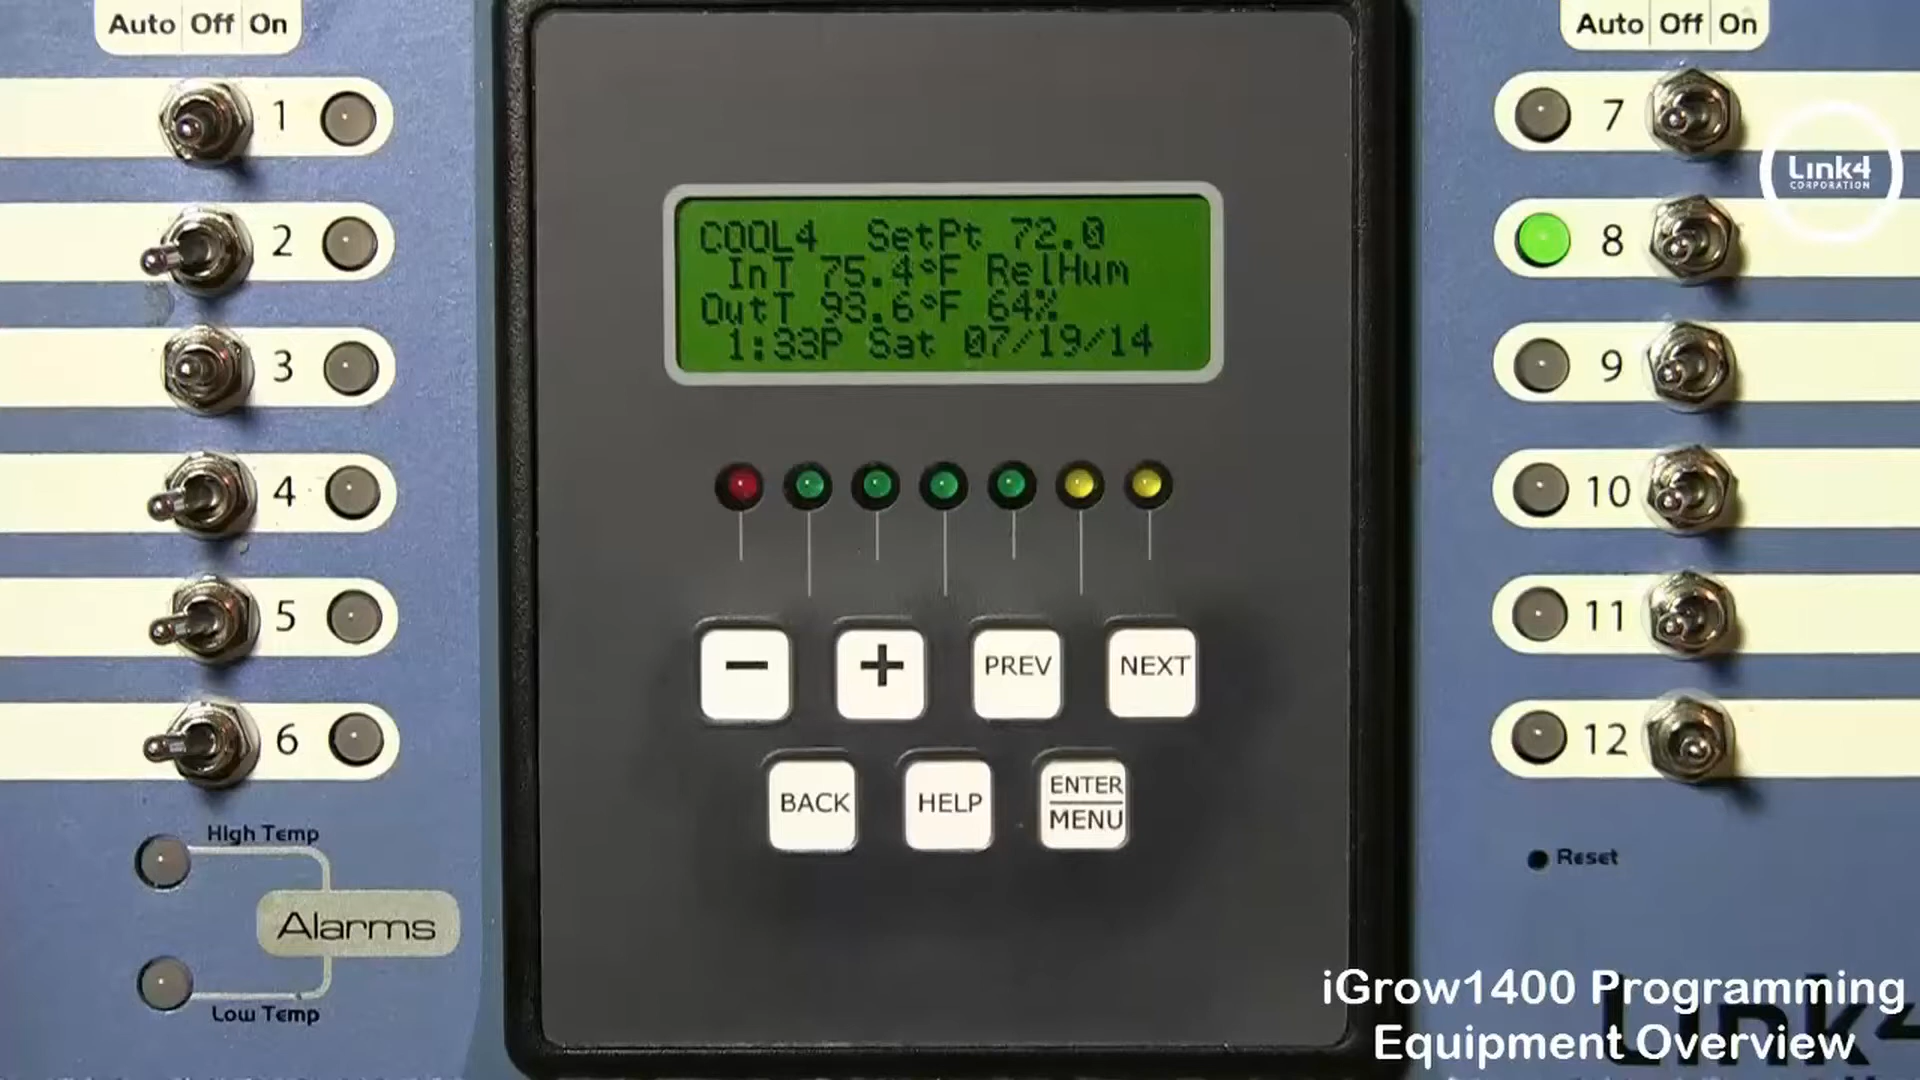 Auto Off On
1
2
3
4
5
6
High Temp
Alarms
Low Temp
COOL4 SetPt 72.0
InT 75.4°F RelHum
OutT 93.6°F 64%
1:33P Sat 07/19/14
− +
PREV
NEXT
BACK
HELP
ENTER
MENU
Auto Off On
7
8
9
10
11
12
Link4
CORPORATION
Reset
Link4
iGrow1400 Programming
Equipment Overview